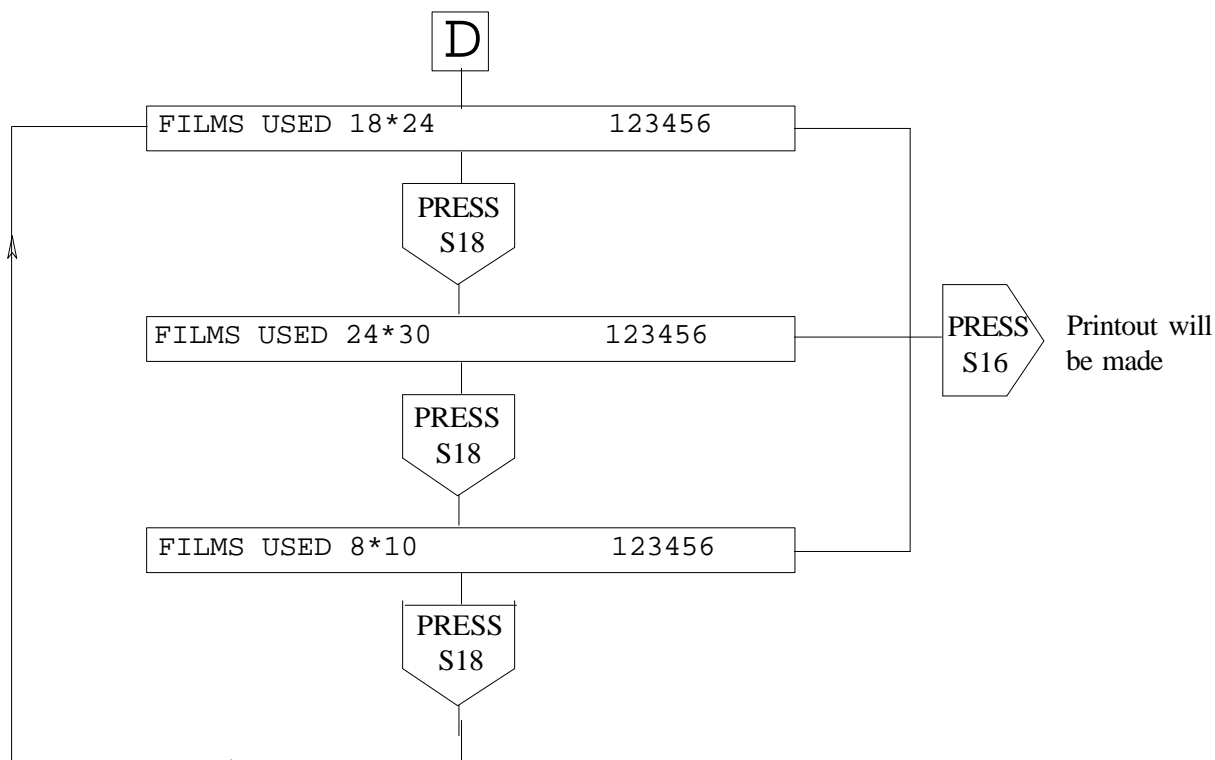 D
FILMS USED 18*24 123456
PRESS
S18
FILMS USED 24*30 123456
PRESS
S16
Printout will
be made
PRESS
S18
FILMS USED 8*10 123456
PRESS
S18